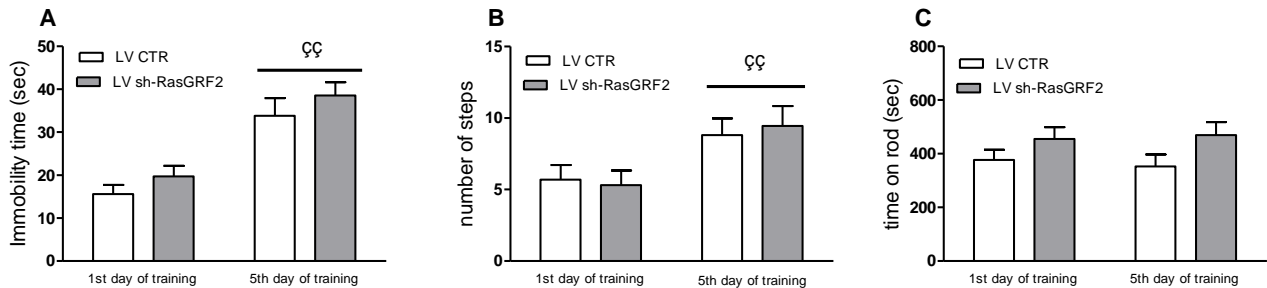 A
Immobility time (sec)
50
40
30
20
10
0
LV CTR
LV sh-RasGRF2
çç
1st day of training
5th day of training
B
number of steps
15
10
5
0
LV CTR
LV sh-RasGRF2
çç
1st day of training
5th day of training
C
time on rod (sec)
800
600
400
200
0
LV CTR
LV sh-RasGRF2
1st day of training
5th day of training